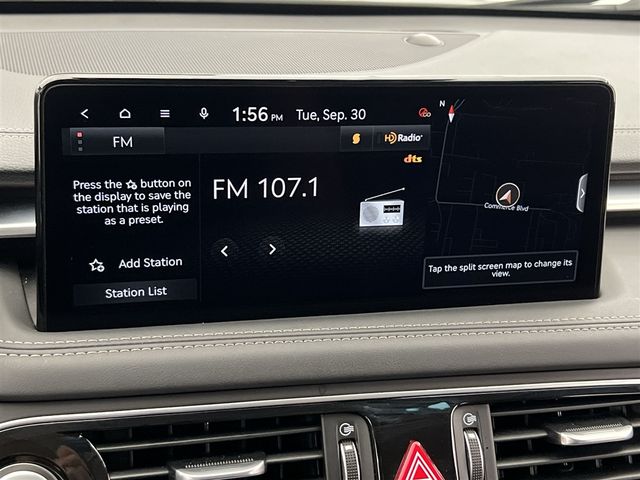 1:56 PM Tue, Sep. 30
N
FM
HD Radio
dts
Press the button on
the display to save the
station that is playing
as a preset.
FM 107.1
Add Station
Station List
Commerce Blvd
Tap the split screen map to change its
view.